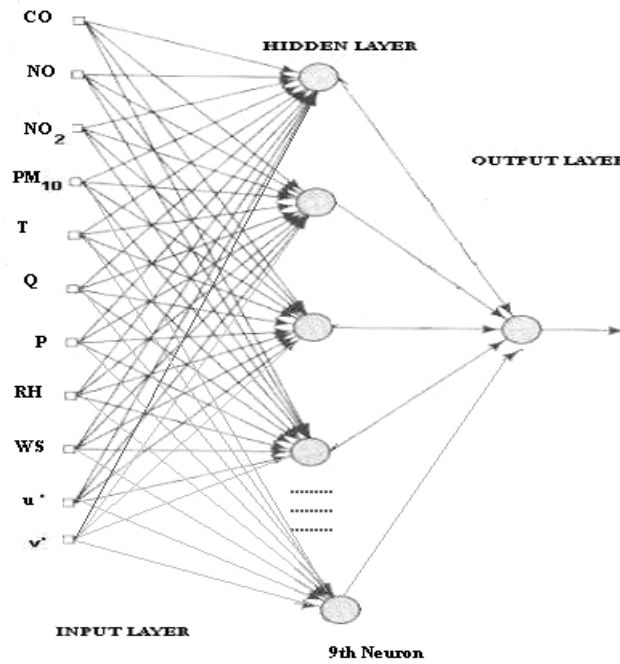 CO
HIDDEN LAYER
NO
NO2
OUTPUT LAYER
PM10
T
Q
P
RH
WS
u*
v*
INPUT LAYER
9th Neuron